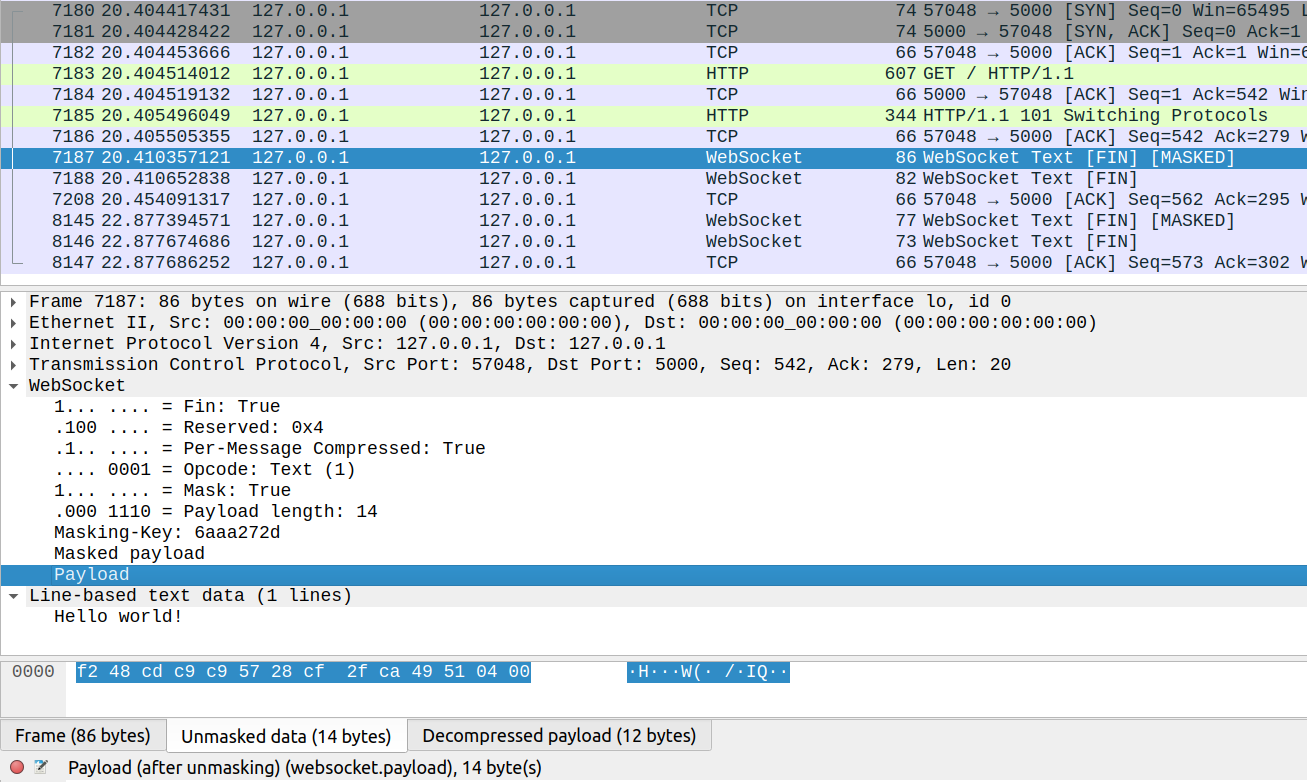 7180 20.404417431 127.0.0.1 127.0.0.1 TCP 74 57048 → 5000 [SYN] Seq=0 Win=65495 L
7181 20.404428422 127.0.0.1 127.0.0.1 TCP 74 5000 → 57048 [SYN, ACK] Seq=0 Ack=1
7182 20.404453666 127.0.0.1 127.0.0.1 TCP 66 57048 → 5000 [ACK] Seq=1 Ack=1 Win=6
7183 20.404514012 127.0.0.1 127.0.0.1 HTTP 607 GET / HTTP/1.1
7184 20.404519132 127.0.0.1 127.0.0.1 TCP 66 5000 → 57048 [ACK] Seq=1 Ack=542 Win
7185 20.405496049 127.0.0.1 127.0.0.1 HTTP 344 HTTP/1.1 101 Switching Protocols
7186 20.405505355 127.0.0.1 127.0.0.1 TCP 66 57048 → 5000 [ACK] Seq=542 Ack=279 W
7187 20.410357121 127.0.0.1 127.0.0.1 WebSocket 86 WebSocket Text [FIN] [MASKED]
7188 20.410652838 127.0.0.1 127.0.0.1 WebSocket 82 WebSocket Text [FIN]
7208 20.454091317 127.0.0.1 127.0.0.1 TCP 66 57048 → 5000 [ACK] Seq=562 Ack=295 W
8145 22.877394571 127.0.0.1 127.0.0.1 WebSocket 77 WebSocket Text [FIN] [MASKED]
8146 22.877674686 127.0.0.1 127.0.0.1 WebSocket 73 WebSocket Text [FIN]
8147 22.877686252 127.0.0.1 127.0.0.1 TCP 66 57048 → 5000 [ACK] Seq=573 Ack=302 W
Frame 7187: 86 bytes on wire (688 bits), 86 bytes captured (688 bits) on interface lo, id 0
Ethernet II, Src: 00:00:00_00:00:00 (00:00:00:00:00:00), Dst: 00:00:00_00:00:00 (00:00:00:00:00:00)
Internet Protocol Version 4, Src: 127.0.0.1, Dst: 127.0.0.1
Transmission Control Protocol, Src Port: 57048, Dst Port: 5000, Seq: 542, Ack: 279, Len: 20
WebSocket
1... .... = Fin: True
.100 .... = Reserved: 0x4
.1.. .... = Per-Message Compressed: True
.... 0001 = Opcode: Text (1)
1... .... = Mask: True
.000 1110 = Payload length: 14
Masking-Key: 6aaa272d
Masked payload
Payload
Line-based text data (1 lines)
Hello world!
0000 f2 48 cd c9 c9 57 28 cf 2f ca 49 51 04 00 ·H···W(· /·IQ··
Frame (86 bytes) Unmasked data (14 bytes) Decompressed payload (12 bytes)
Payload (after unmasking) (websocket.payload), 14 byte(s)